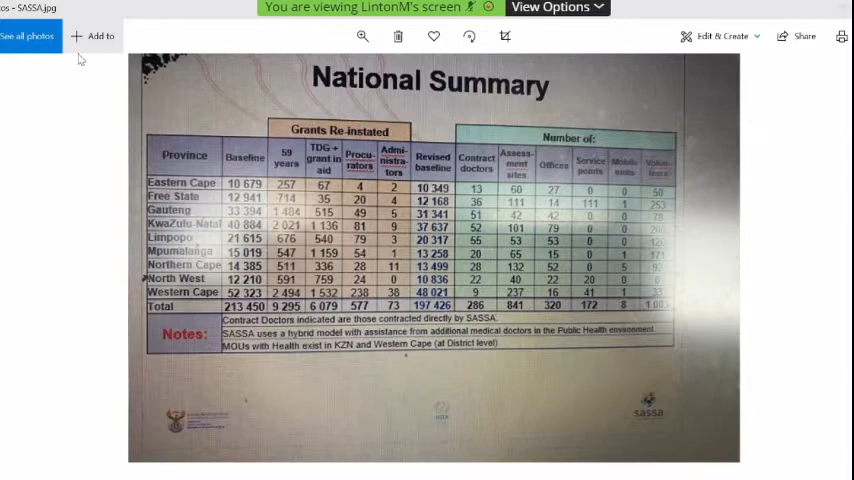 os - SASSA.jpg
You are viewing LintonM's screen
View Options
See all photos
Add to
Edit & Create
Share
National Summary
Grants Re-instated
Number of:
Province Baseline 59 years TDG + grant in aid Procu-rators Admi-nistra-tors Revised baseline Contract doctors Assess-ment sites Offices Service points Mobile units Volun-teers
Eastern Cape 10 679 257 67 4 2 10 349 13 60 27 0 0 50
Free State 12 941 714 35 20 4 12 168 36 111 14 111 1 253
Gauteng 33 394 1 484 515 49 5 31 341 51 42 42 0 0 78
KwaZulu-Natal 40 884 2 021 1 136 81 9 37 637 52 101 79 0 0
Limpopo 21 615 676 540 79 3 20 317 55 53 53 0 0
Mpumalanga 15 019 547 1 159 54 1 13 258 20 65 15 0 1 171
Northern Cape 14 385 511 336 28 11 13 499 28 132 52 0 5 92
North West 12 210 591 759 24 0 10 836 22 40 22 20 0
Western Cape 52 323 2 494 1 532 238 38 48 021 9 237 16 41 1
Total 213 450 9 295 6 079 577 73 197 426 286 841 320 172 8
Notes:
Contract Doctors indicated are those contracted directly by SASSA.
SASSA uses a hybrid model with assistance from additional medical doctors in the Public Health environment.
MOUs with Health exist in KZN and Western Cape (at District level)
sassa